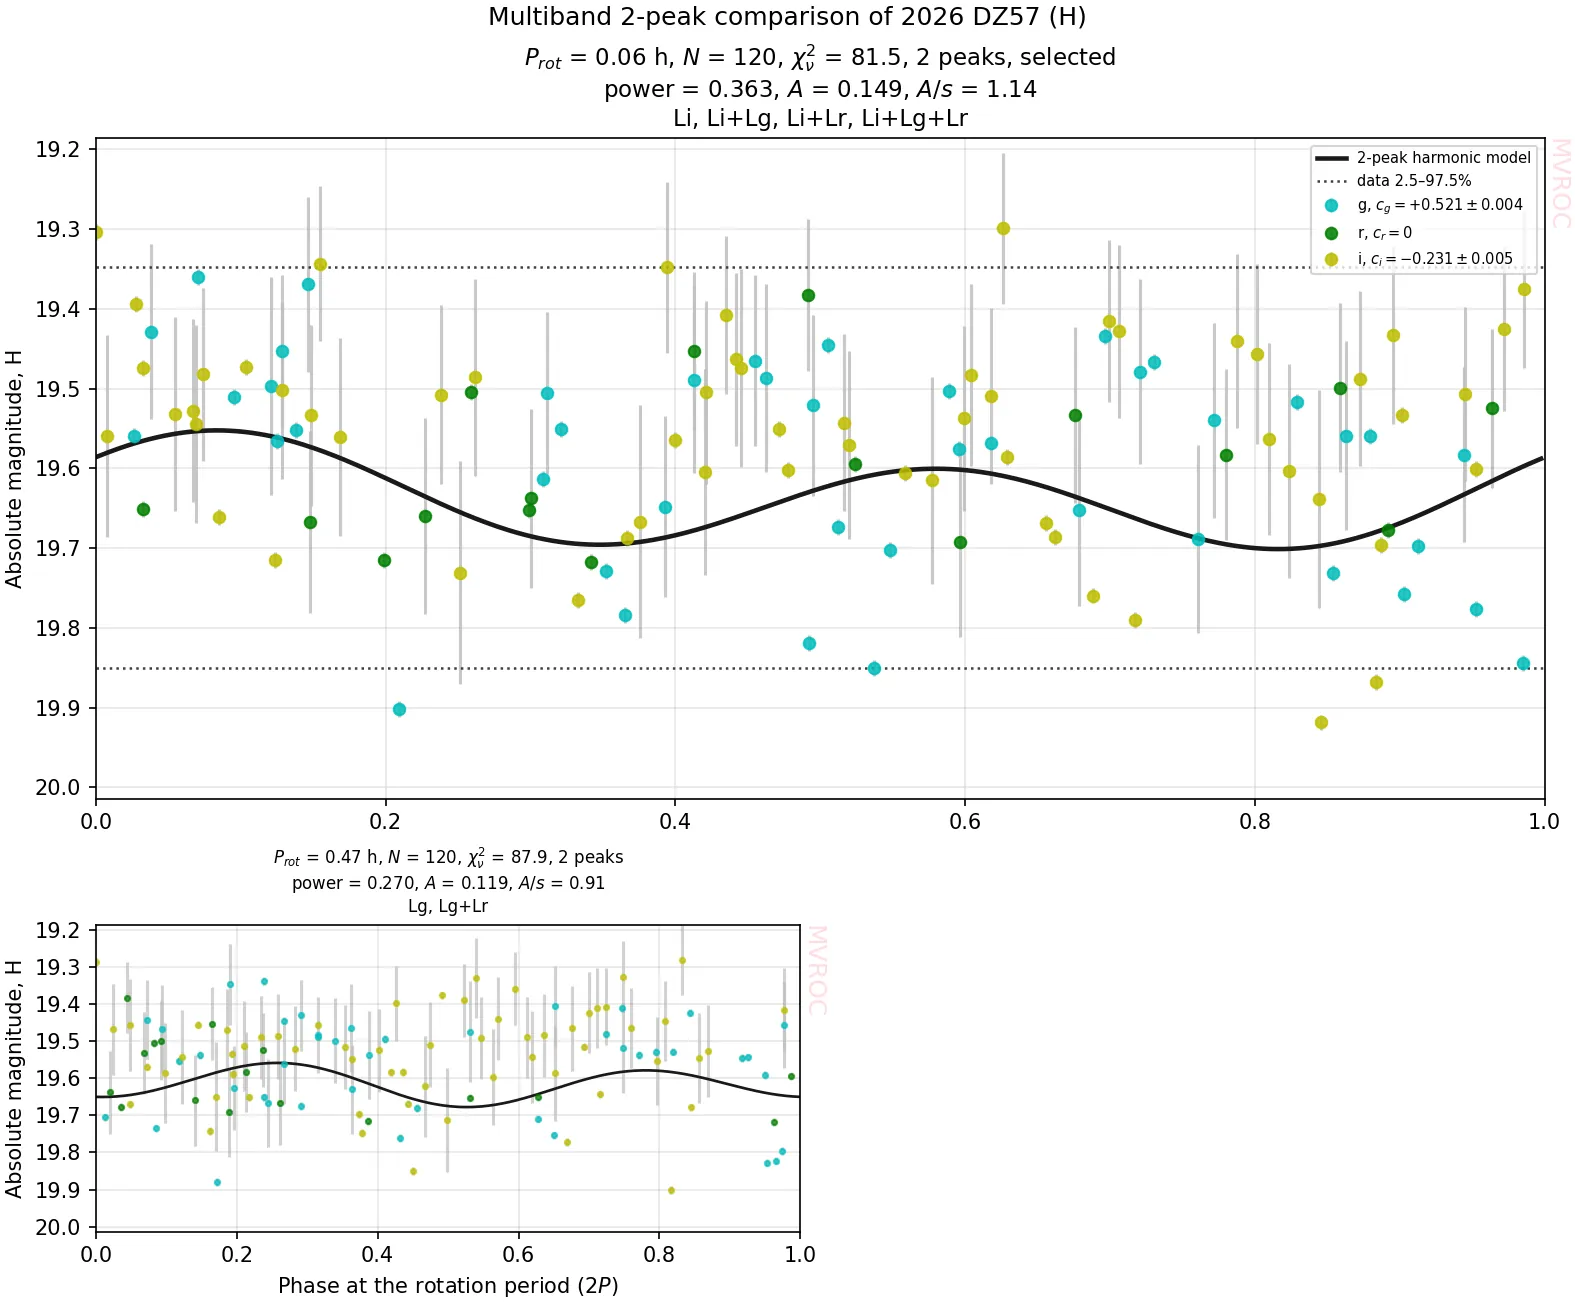 Multiband 2-peak comparison of 2026 DZ57 (H)
P_rot = 0.06 h, N = 120, χ²_ν = 81.5, 2 peaks, selected
power = 0.363, A = 0.149, A/s = 1.14
Li, Li+Lg, Li+Lr, Li+Lg+Lr
2-peak harmonic model
data 2.5–97.5%
g, c_g = +0.521 ± 0.004
r, c_r = 0
i, c_i = −0.231 ± 0.005
MVROC
Absolute magnitude, H
19.2
19.3
19.4
19.5
19.6
19.7
19.8
19.9
20.0
0.0 0.2 0.4 0.6 0.8 1.0
P_rot = 0.47 h, N = 120, χ²_ν = 87.9, 2 peaks
power = 0.270, A = 0.119, A/s = 0.91
Lg, Lg+Lr
MVROC
Absolute magnitude, H
19.2
19.3
19.4
19.5
19.6
19.7
19.8
19.9
20.0
0.0 0.2 0.4 0.6 0.8 1.0
Phase at the rotation period (2P)